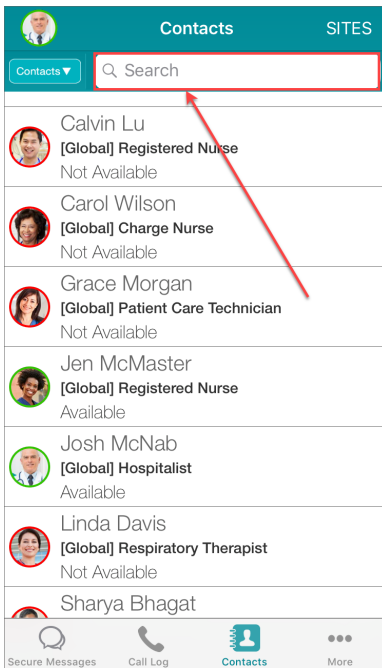 Contacts SITES
Contacts ▼ Search
Calvin Lu
[Global] Registered Nurse
Not Available
Carol Wilson
[Global] Charge Nurse
Not Available
Grace Morgan
[Global] Patient Care Technician
Not Available
Jen McMaster
[Global] Registered Nurse
Available
Josh McNab
[Global] Hospitalist
Available
Linda Davis
[Global] Respiratory Therapist
Not Available
Sharya Bhagat
Secure Messages Call Log Contacts More